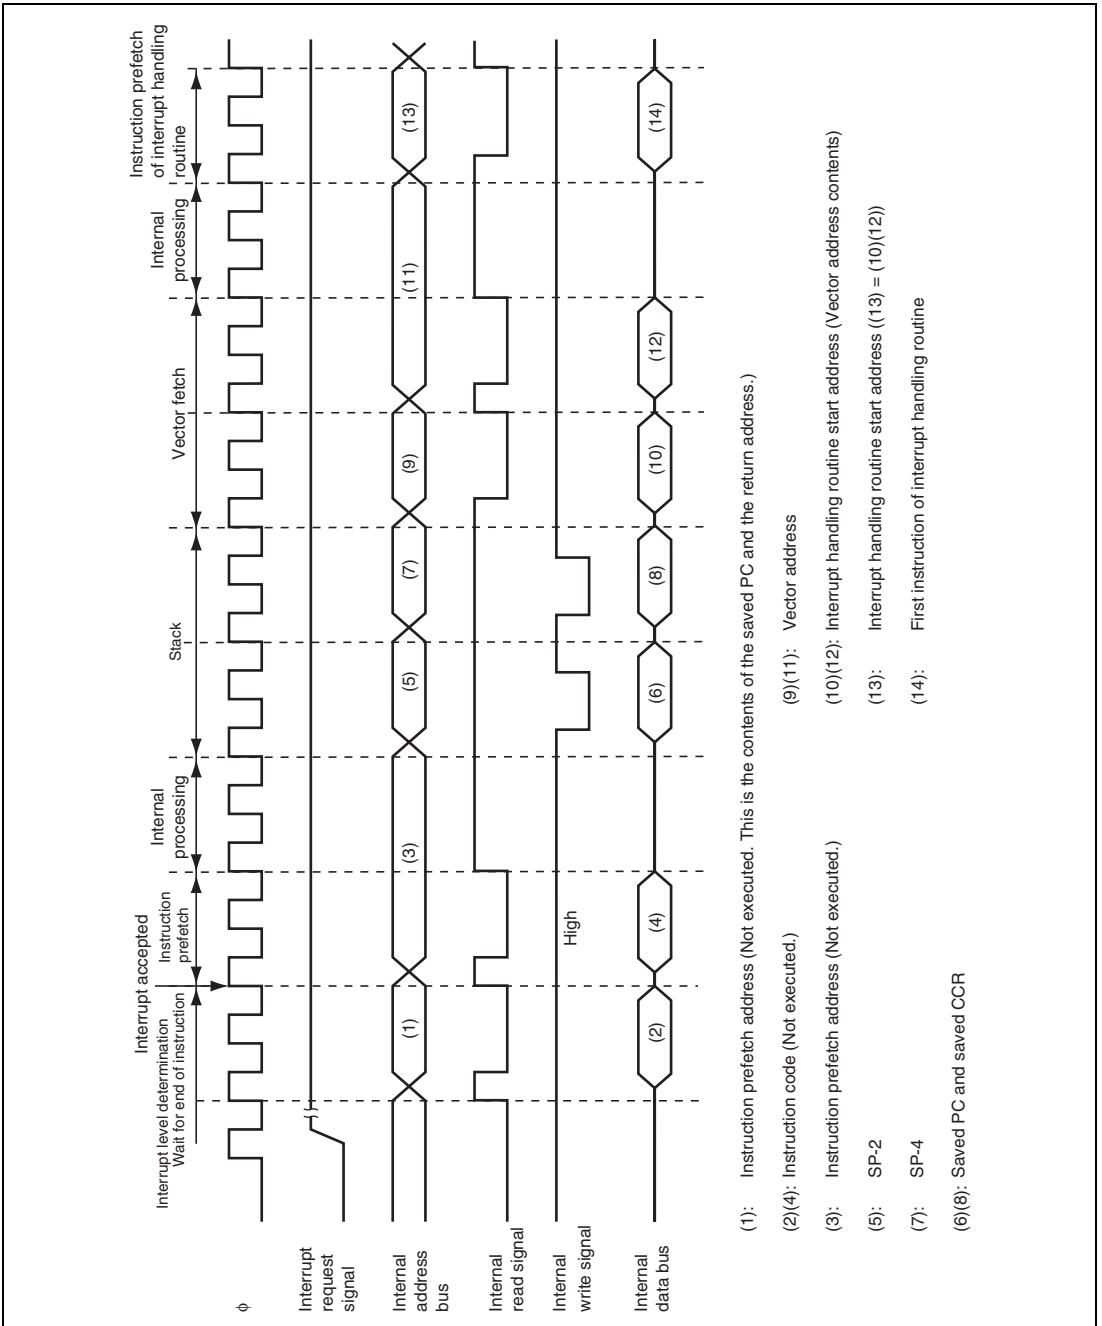 Interrupt level determination
Wait for end of instruction
Interrupt accepted
Instruction
prefetch
Internal
processing
Stack
Vector fetch
Internal
processing
Instruction prefetch
of interrupt handling
routine
φ
Interrupt
request
signal
Internal
address
bus
(1)
(3)
(5)
(7)
(9)
(11)
(13)
Internal
read signal
Internal
write signal
High
Internal
data bus
(2)
(4)
(6)
(8)
(10)
(12)
(14)
(1): Instruction prefetch address (Not executed. This is the contents of the saved PC and the return address.)
(2)(4): Instruction code (Not executed.)
(3): Instruction prefetch address (Not executed.)
(5): SP-2
(7): SP-4
(6)(8): Saved PC and saved CCR
(9)(11): Vector address
(10)(12): Interrupt handling routine start address (Vector address contents)
(13): Interrupt handling routine start address ((13) = (10)(12))
(14): First instruction of interrupt handling routine